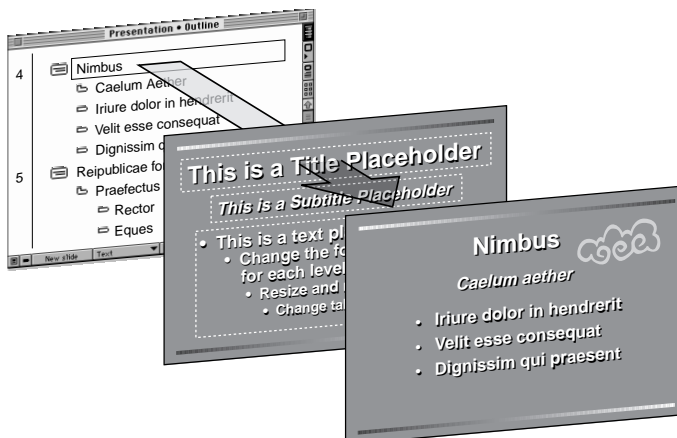 Presentation • Outline
4 Nimbus
Caelum Aether
Iriure dolor in hendrerit
Velit esse consequat
Dignissim
5 Reipublicae
Praefectus
Rector
Eques
New slide Text
This is a Title Placeholder
This is a Subtitle Placeholder
• This is a text
• Change the
for each level
• Resize and
• Change
Nimbus
Caelum aether
• Iriure dolor in hendrerit
• Velit esse consequat
• Dignissim qui praesent